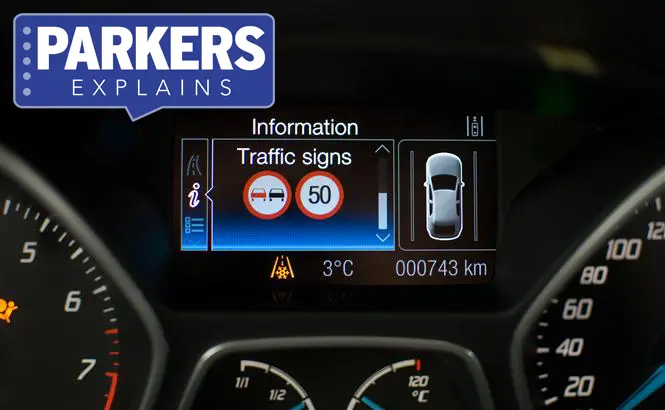 PARKERS
EXPLAINS
Information
Traffic signs
i
50
3°C
000743 km
5
6
7
1/1
1/2
120
°C
120
100
80
60
40
20